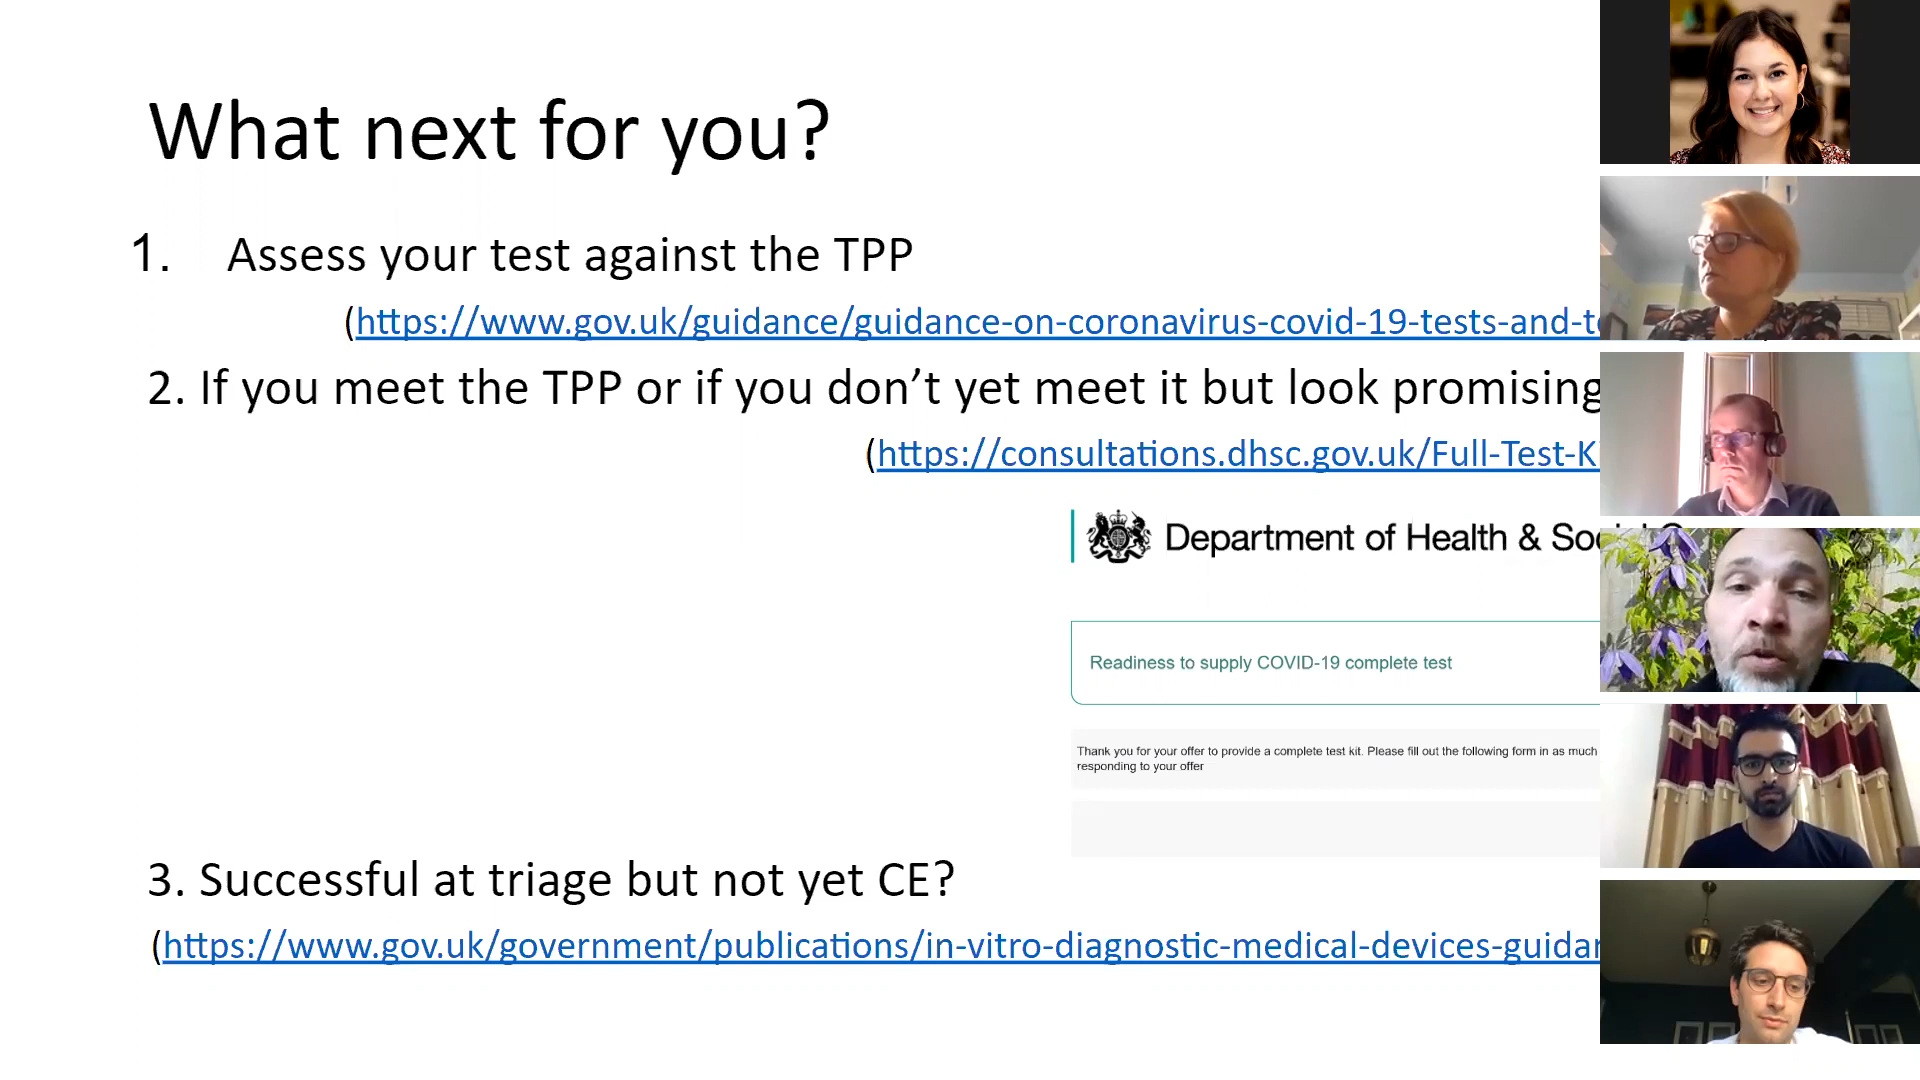 What next for you?
1. Assess your test against the TPP
(https://www.gov.uk/guidance/guidance-on-coronavirus-covid-19-tests-and-t
2. If you meet the TPP or if you don’t yet meet it but look promising
(https://consultations.dhsc.gov.uk/Full-Test-K
Department of Health & So
Readiness to supply COVID-19 complete test
Thank you for your offer to provide a complete test kit. Please fill out the following form in as much
responding to your offer
3. Successful at triage but not yet CE?
(https://www.gov.uk/government/publications/in-vitro-diagnostic-medical-devices-guida